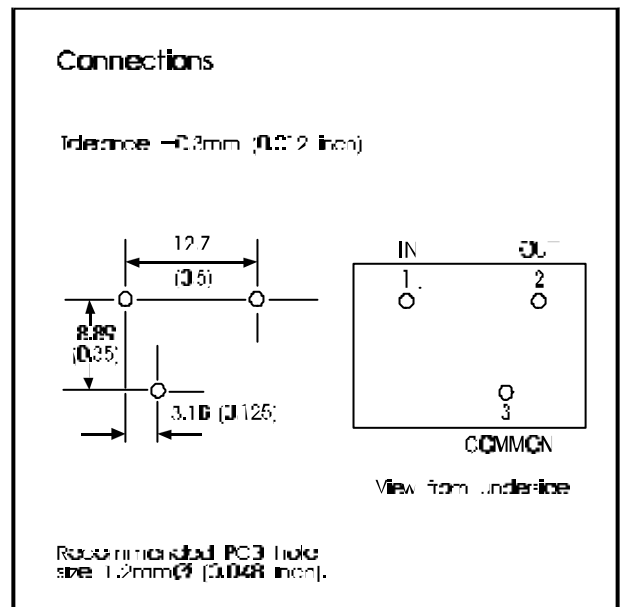 Connections
Tolerance ±0.3mm (0.012 inch)
12.7
(0.5)
8.89
(0.35)
3.18 (0.125)
IN OUT
1 2
3
COMMON
View from underside
Recommended PCB hole
size 1.2mmØ (0.048 inch).